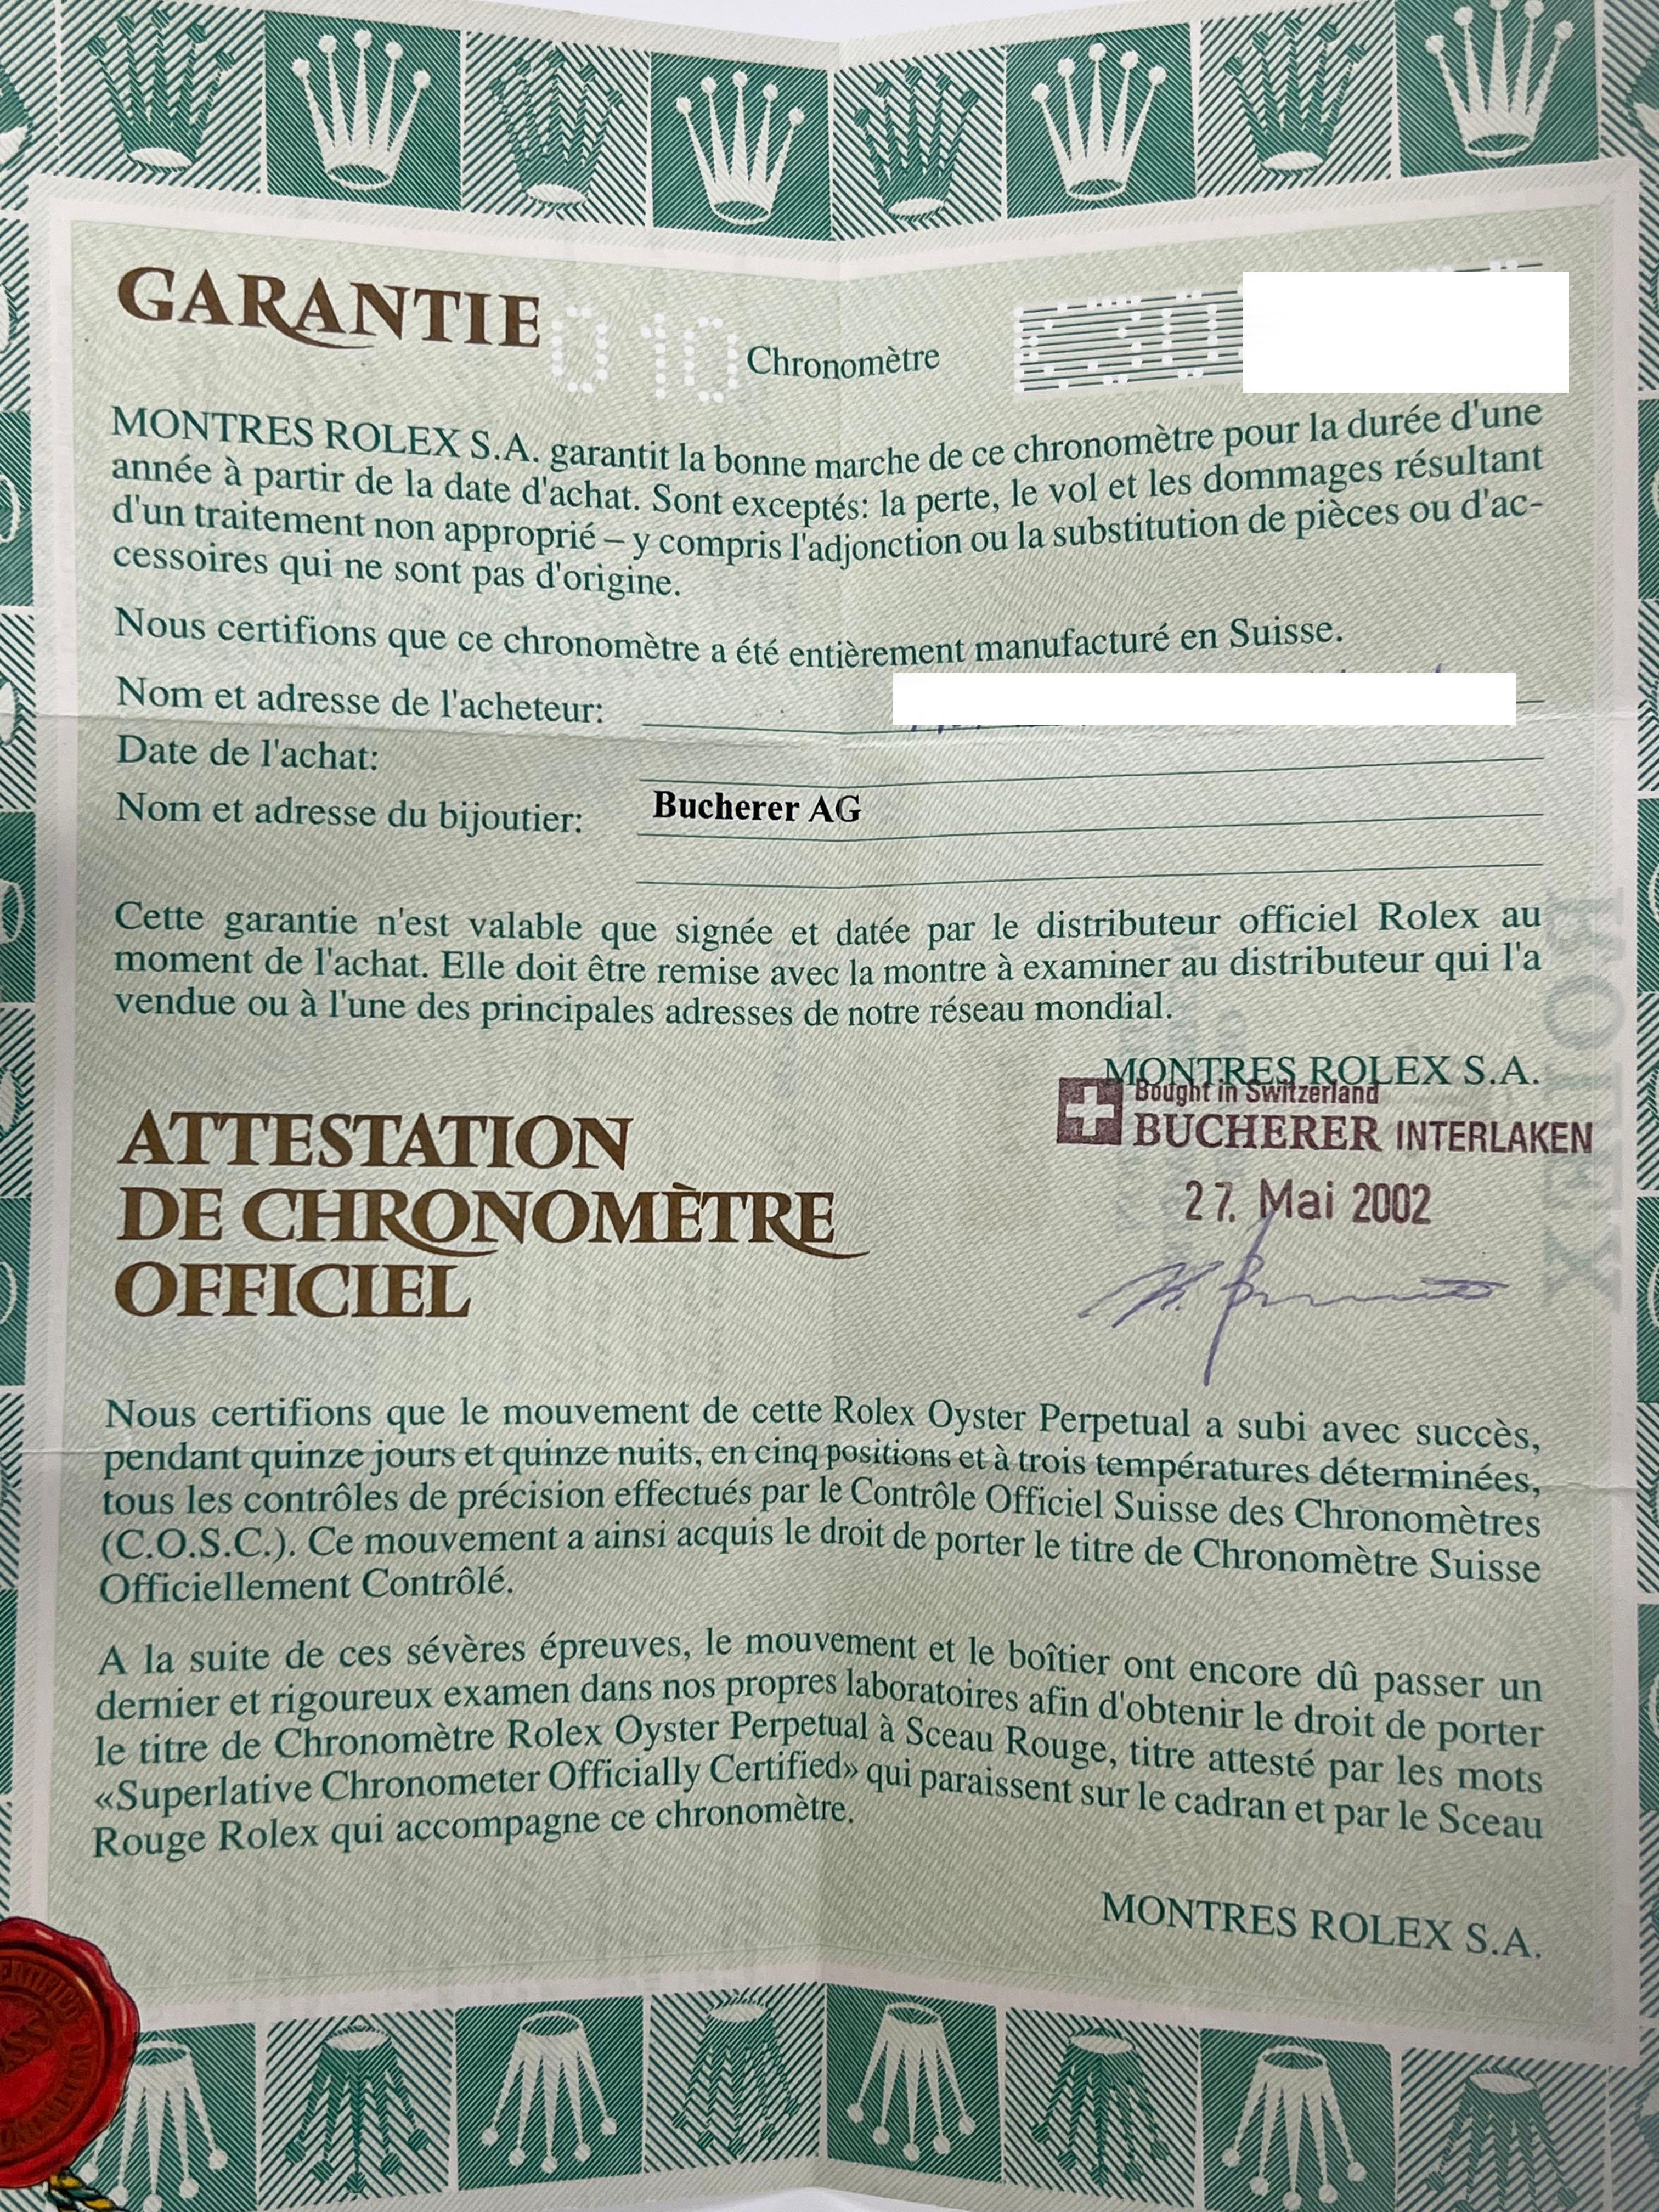 GARANTIE 010 Chronomètre
MONTRES ROLEX S.A. garantit la bonne marche de ce chronomètre pour la durée d'une
année à partir de la date d'achat. Sont exceptés: la perte, le vol et les dommages résultant
d'un traitement non approprié – y compris l'adjonction ou la substitution de pièces ou d'ac-
cessoires qui ne sont pas d'origine.
Nous certifions que ce chronomètre a été entièrement manufacturé en Suisse.
Nom et adresse de l'acheteur:
Date de l'achat:
Nom et adresse du bijoutier: Bucherer AG
Cette garantie n'est valable que signée et datée par le distributeur officiel Rolex au
moment de l'achat. Elle doit être remise avec la montre à examiner au distributeur qui l'a
vendue ou à l'une des principales adresses de notre réseau mondial.
MONTRES ROLEX S.A.
Bought in Switzerland
BUCHERER INTERLAKEN
27. Mai 2002
ATTESTATION
DE CHRONOMÈTRE
OFFICIEL
Nous certifions que le mouvement de cette Rolex Oyster Perpetual a subi avec succès,
pendant quinze jours et quinze nuits, en cinq positions et à trois températures déterminées,
tous les contrôles de précision effectués par le Contrôle Officiel Suisse des Chronomètres
(C.O.S.C.). Ce mouvement a ainsi acquis le droit de porter le titre de Chronomètre Suisse
Officiellement Contrôlé.
A la suite de ces sévères épreuves, le mouvement et le boîtier ont encore dû passer un
dernier et rigoureux examen dans nos propres laboratoires afin d'obtenir le droit de porter
le titre de Chronomètre Rolex Oyster Perpetual à Sceau Rouge, titre attesté par les mots
«Superlative Chronometer Officially Certified» qui paraissent sur le cadran et par le Sceau
Rouge Rolex qui accompagne ce chronomètre.
MONTRES ROLEX S.A.
ROLEX